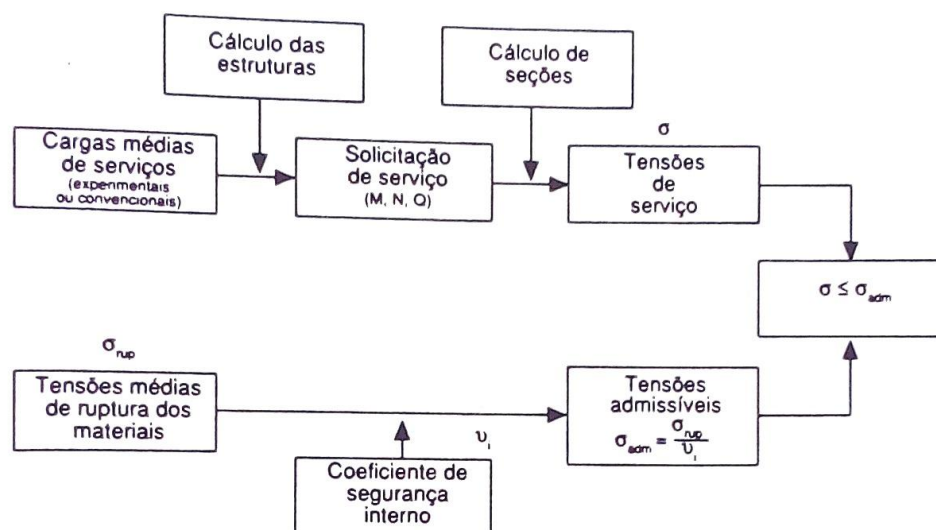 Cálculo das
estruturas
Cálculo de
seções
Cargas médias
de serviços
(experimentais
ou convencionais)
Solicitação
de serviço
(M, N, Q)
σ
Tensões
de
serviço
σ ≤ σadm
σrup
Tensões médias
de ruptura dos
materiais
υi
Coeficiente de
segurança
interno
Tensões
admissíveis
σadm = σrup/υi